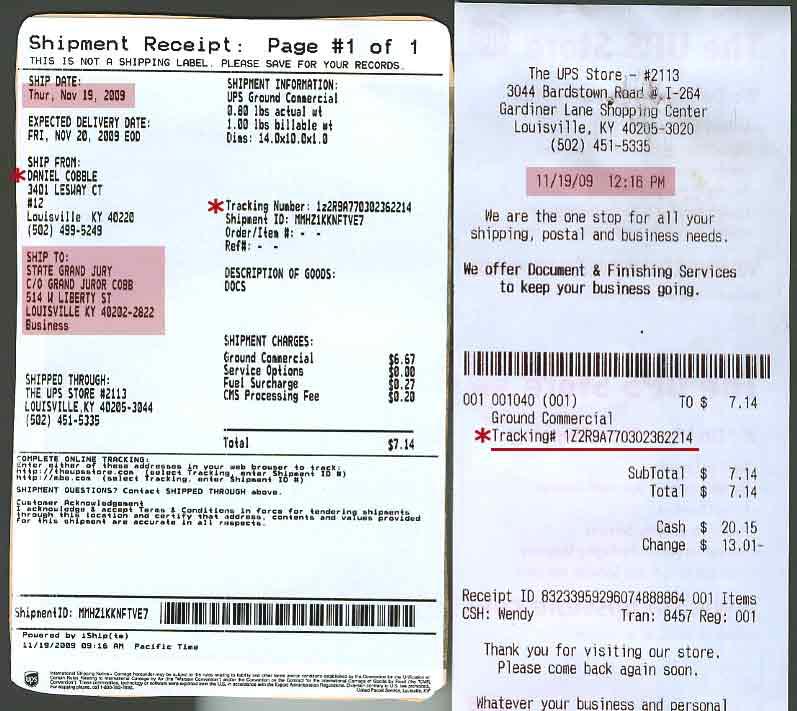 Shipment Receipt: Page #1 of 1
THIS IS NOT A SHIPPING LABEL. PLEASE SAVE FOR YOUR RECORDS.
SHIP DATE:
Thur, Nov 19, 2009
EXPECTED DELIVERY DATE:
FRI, NOV 20, 2009 EOD
SHIP FROM:
*DANIEL COBBLE
3401 LESWAY CT
#12
Louisville KY 40220
(502) 499-5249
SHIP TO:
STATE GRAND JURY
C/O GRAND JUROR COBB
514 W LIBERTY ST
LOUISVILLE KY 40202-2822
Business
SHIPPED THROUGH:
THE UPS STORE #2113
LOUISVILLE,KY 40205-3044
(502) 451-5335
SHIPMENT INFORMATION:
UPS Ground Commercial
0.80 lbs actual wt
1.00 lbs billable wt
Dims: 14.0x10.0x1.0
*Tracking Number: 1z2R9A770302362214
Shipment ID: MMHZ1KKNFTVE7
Order/Item #: - -
Ref#: - -
DESCRIPTION OF GOODS:
DOCS
SHIPMENT CHARGES:
Ground Commercial $6.67
Service Options $0.00
Fuel Surcharge $0.27
CMS Processing Fee $0.20
Total $7.14
COMPLETE ONLINE TRACKING:
Enter either of these addresses in your web browser to track:
http://theupsstore.com (select Tracking, enter Shipment ID #)
http://mbe.com (select Tracking, enter Shipment ID #)
SHIPMENT QUESTIONS? Contact SHIPPED THROUGH above.
Customer Acknowledgement
I acknowledge & accept Terms & Conditions in force for tendering shipments
through this location and certify that address, contents and values provided
for this shipment are accurate in all respects.
ShipmentID: MMHZ1KKNFTVE7
Powered by iShip(tm)
11/19/2009 09:16 AM Pacific Time
ups
The UPS Store - #2113
3044 Bardstown Road @ I-264
Gardiner Lane Shopping Center
Louisville, KY 40205-3020
(502) 451-5335
11/19/09 12:16 PM
We are the one stop for all your
shipping, postal and business needs.
We offer Document & Finishing Services
to keep your business going.
001 001040 (001) TO $ 7.14
Ground Commercial
*Tracking# 1Z2R9A770302362214
SubTotal $ 7.14
Total $ 7.14
Cash $ 20.15
Change $ 13.01-
Receipt ID 83233959296074888864 001 Items
CSH: Wendy Tran: 8457 Reg: 001
Thank you for visiting our store.
Please come back again soon.
Whatever your business and personal